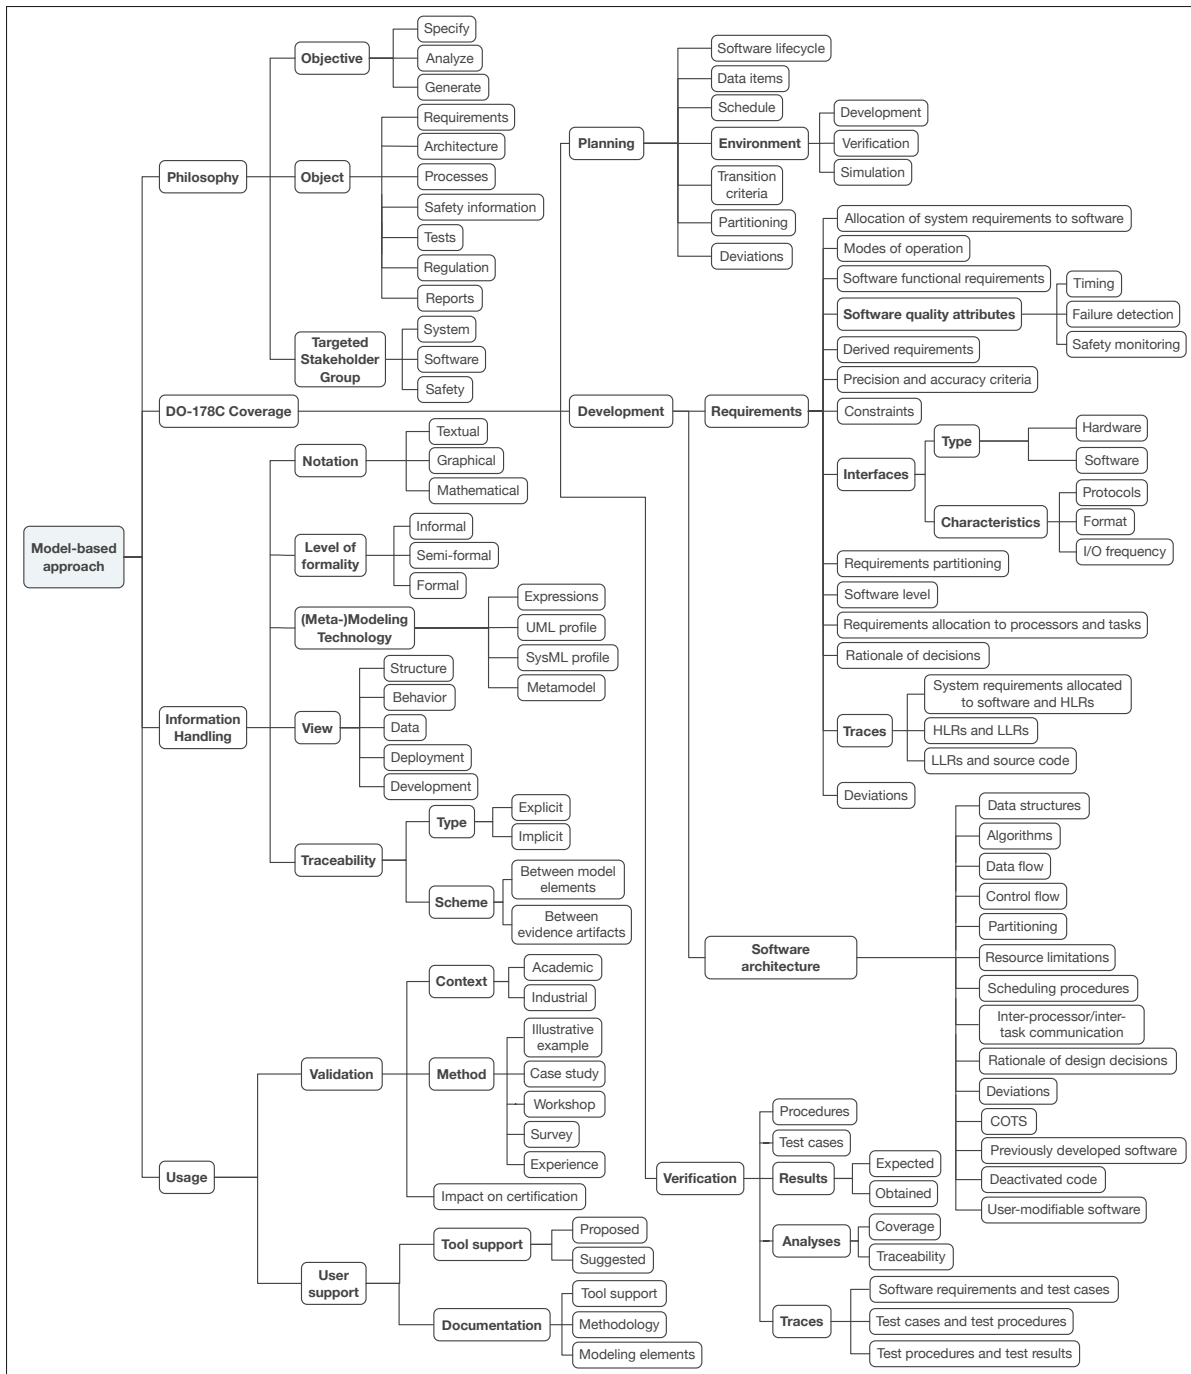 Model-based
approach
Philosophy
Objective
Specify
Analyze
Generate
Object
Requirements
Architecture
Processes
Safety information
Tests
Regulation
Reports
Targeted
Stakeholder
Group
System
Software
Safety
DO-178C Coverage
Planning
Software lifecycle
Data items
Schedule
Environment
Development
Verification
Simulation
Transition
criteria
Partitioning
Deviations
Development
Requirements
Allocation of system requirements to software
Modes of operation
Software functional requirements
Software quality attributes
Timing
Failure detection
Safety monitoring
Derived requirements
Precision and accuracy criteria
Constraints
Interfaces
Type
Hardware
Software
Characteristics
Protocols
Format
I/O frequency
Requirements partitioning
Software level
Requirements allocation to processors and tasks
Rationale of decisions
Traces
System requirements allocated
to software and HLRs
HLRs and LLRs
LLRs and source code
Deviations
Software
architecture
Data structures
Algorithms
Data flow
Control flow
Partitioning
Resource limitations
Scheduling procedures
Inter-processor/inter-
task communication
Rationale of design decisions
Deviations
COTS
Previously developed software
Deactivated code
User-modifiable software
Verification
Procedures
Test cases
Results
Expected
Obtained
Analyses
Coverage
Traceability
Traces
Software requirements and test cases
Test cases and test procedures
Test procedures and test results
Information
Handling
Notation
Textual
Graphical
Mathematical
Level of
formality
Informal
Semi-formal
Formal
(Meta-)Modeling
Technology
Expressions
UML profile
SysML profile
Metamodel
View
Structure
Behavior
Data
Deployment
Development
Traceability
Type
Explicit
Implicit
Scheme
Between model
elements
Between
evidence artifacts
Usage
Validation
Context
Academic
Industrial
Method
Illustrative
example
Case study
Workshop
Survey
Experience
Impact on certification
User
support
Tool support
Proposed
Suggested
Documentation
Tool support
Methodology
Modeling elements